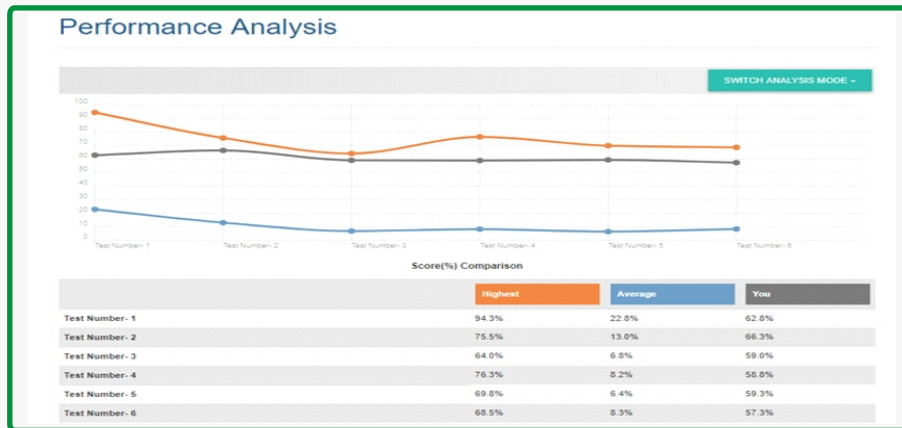 Performance Analysis
SWITCH ANALYSIS MODE -
100
90
80
70
60
50
40
30
20
10
0
Test Number- 1 Test Number- 2 Test Number- 3 Test Number- 4 Test Number- 5 Test Number- 6
Score(%) Comparison
Highest Average You
Test Number- 1 94.3% 22.8% 62.8%
Test Number- 2 75.5% 13.0% 66.3%
Test Number- 3 64.0% 6.8% 59.0%
Test Number- 4 76.3% 8.2% 58.8%
Test Number- 5 69.8% 6.4% 59.3%
Test Number- 6 68.5% 8.3% 57.3%